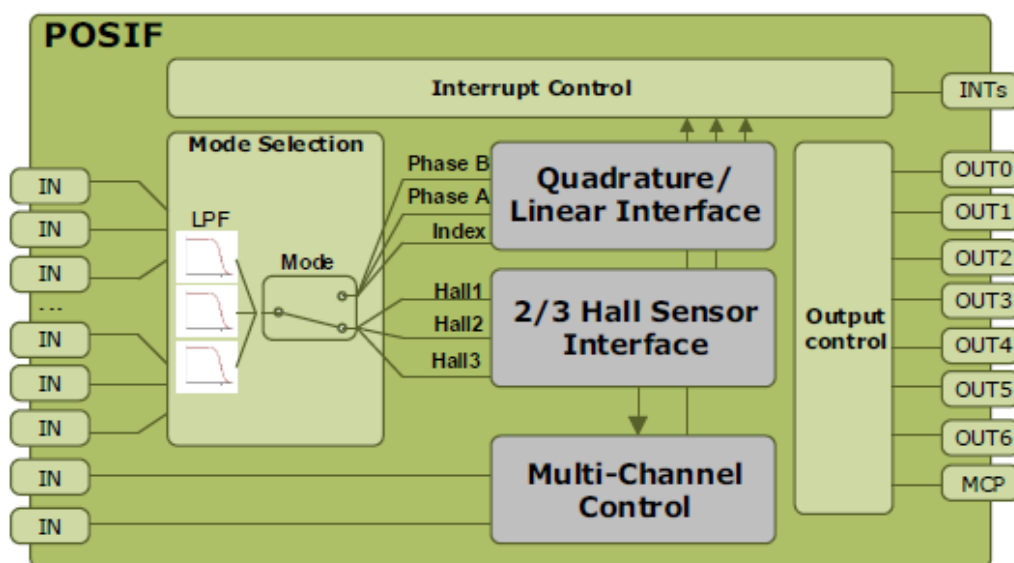 POSIF
Interrupt Control
INTs
Mode Selection
LPF
Mode
IN
IN
IN
...
IN
IN
IN
IN
IN
Phase B
Phase A
Index
Hall1
Hall2
Hall3
Quadrature/
Linear Interface
2/3 Hall Sensor
Interface
Multi-Channel
Control
Output
control
OUT0
OUT1
OUT2
OUT3
OUT4
OUT5
OUT6
MCP